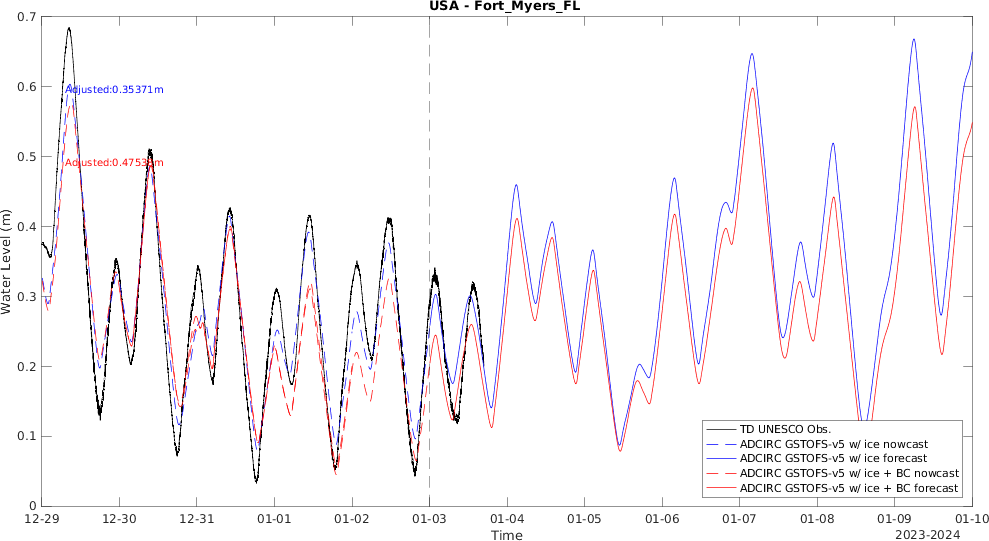 USA - Fort_Myers_FL
0.7
0.6
0.5
0.4
0.3
0.2
0.1
0
Water Level (m)
Adjusted:0.35371m
12-29
12-30
12-31
01-01
01-02
01-03
01-04
01-05
01-06
01-07
01-08
01-09
01-10
Time
2023-2024
TD UNESCO Obs.
ADCIRC GSTOFS-v5 w/ ice nowcast
ADCIRC GSTOFS-v5 w/ ice forecast
ADCIRC GSTOFS-v5 w/ ice + BC nowcast
ADCIRC GSTOFS-v5 w/ ice + BC forecast